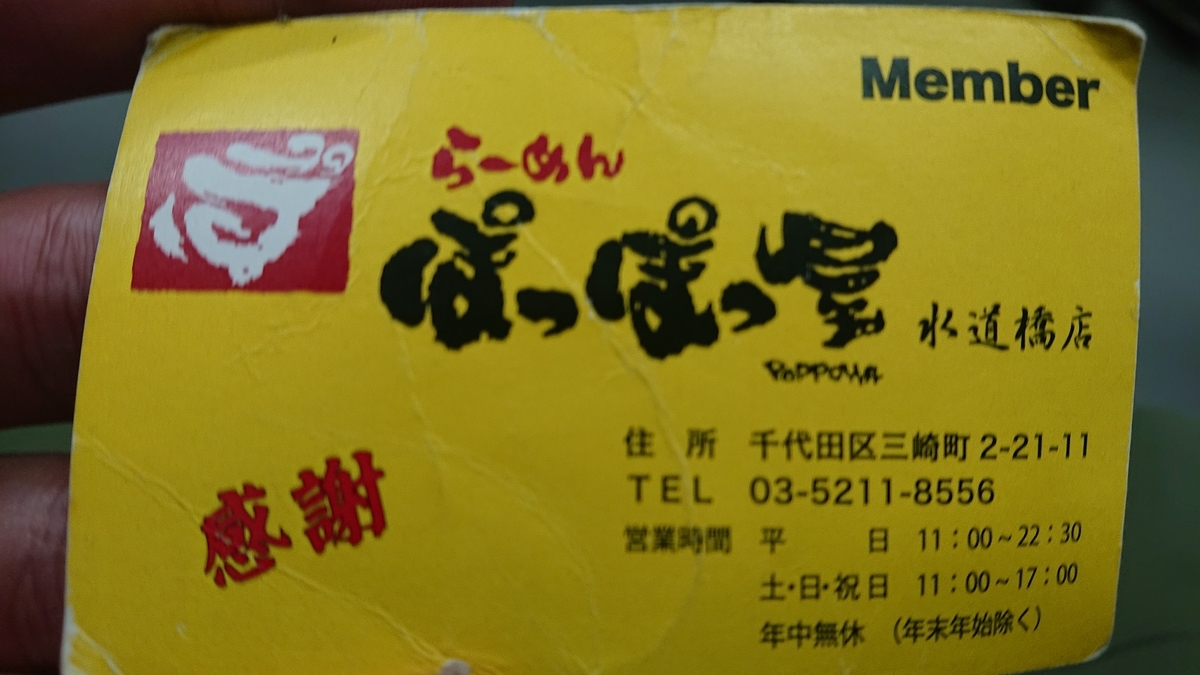 Member
ぽ
らーめん
ぽっぽっ屋
水道橋店
POPPOYA
感謝
住 所 千代田区三崎町 2-21-11
TEL 03-5211-8556
営業時間 平 日 11:00~22:30
土・日・祝日 11:00~17:00
年中無休 (年末年始除く)